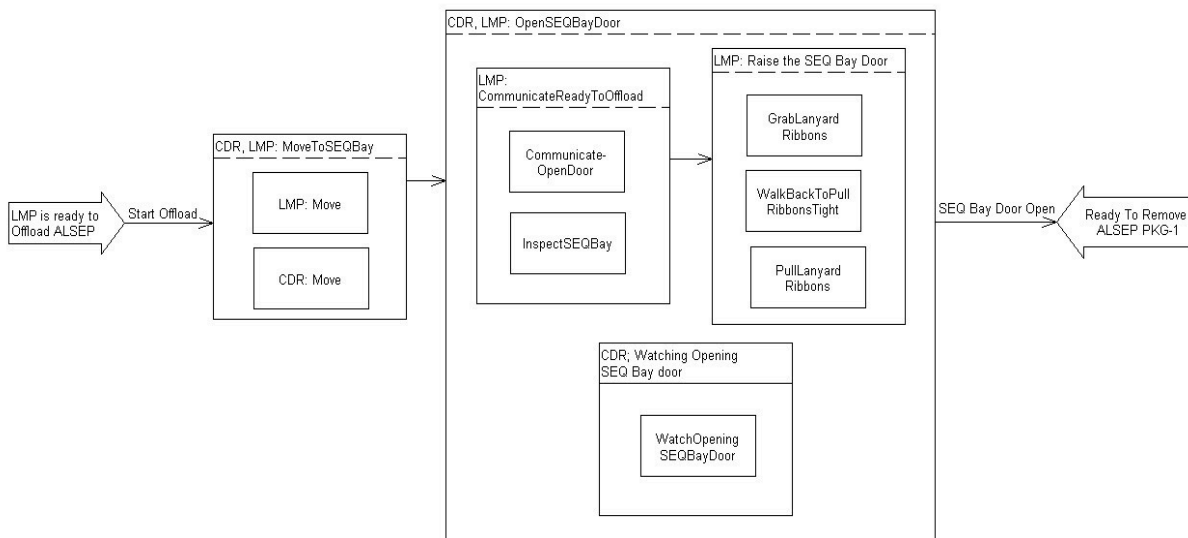 LMP is ready to
Offload ALSEP
Start Offload
CDR, LMP: MoveToSEQBay
LMP: Move
CDR: Move
CDR, LMP: OpenSEQBayDoor
LMP:
CommunicateReadyToOffload
Communicate-
OpenDoor
InspectSEQBay
LMP: Raise the SEQ Bay Door
GrabLanyard
Ribbons
WalkBackToPull
RibbonsTight
PullLanyard
Ribbons
CDR; Watching Opening
SEQ Bay door
WatchOpening
SEQBayDoor
SEQ Bay Door Open
Ready To Remove
ALSEP PKG-1